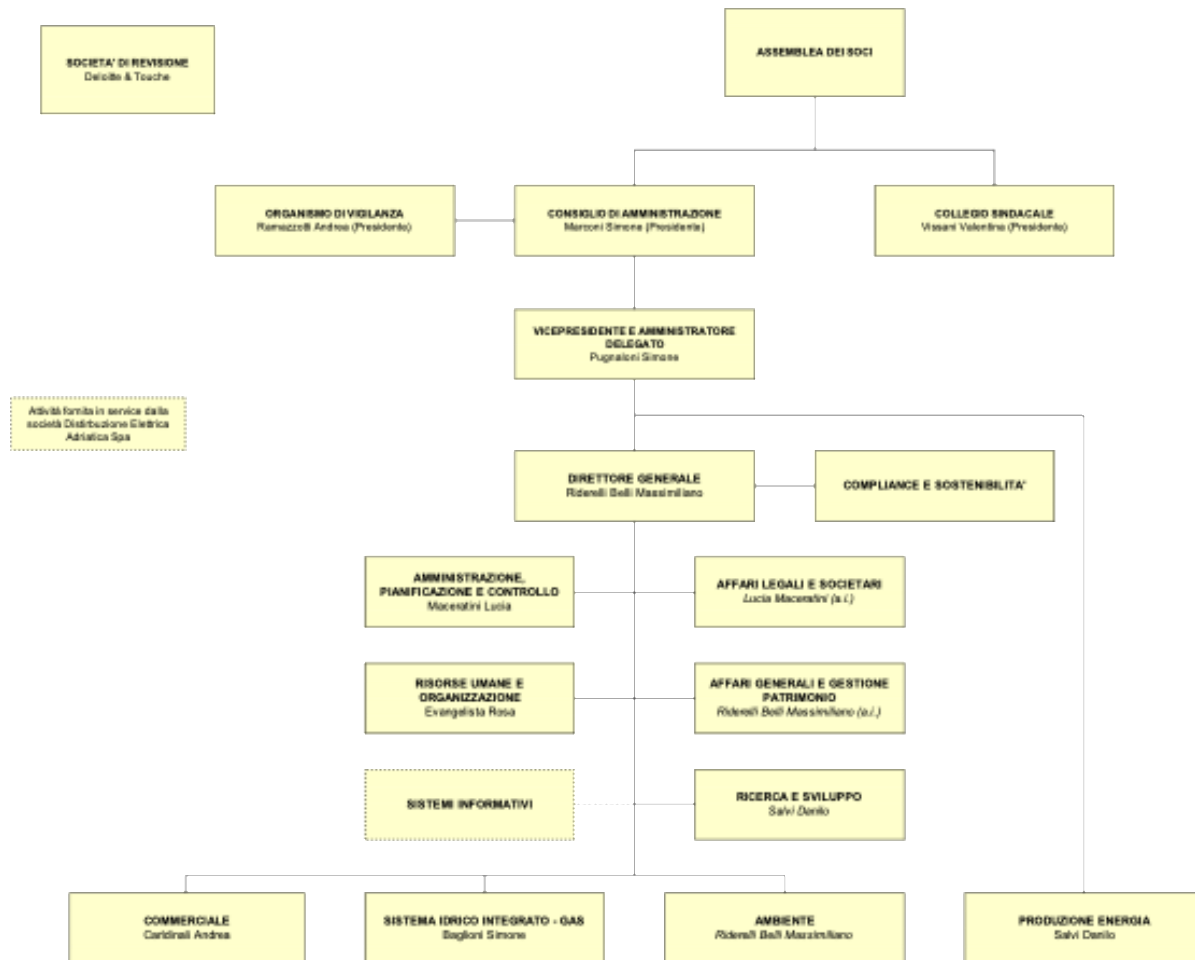 SOCIETA' DI REVISIONE
Deloitte & Touche
ASSEMBLEA DEI SOCI
ORGANISMO DI VIGILANZA
Ramazzotti Andrea (Presidente)
CONSIGLIO DI AMMINISTRAZIONE
Marconi Simone (Presidente)
COLLEGIO SINDACALE
Vissani Valentina (Presidente)
VICEPRESIDENTE E AMMINISTRATORE
DELEGATO
Pugnaloni Simone
Attività fornita in service dalla
società Distirbuzione Elettrica
Adriatica Spa
DIRETTORE GENERALE
Riderelli Belli Massimiliano
COMPLIANCE E SOSTENIBILITA'
AMMINISTRAZIONE,
PIANIFICAZIONE E CONTROLLO
Maceratini Lucia
AFFARI LEGALI E SOCIETARI
Lucia Maceratini (a.i.)
RISORSE UMANE E
ORGANIZZAZIONE
Evangelista Rosa
AFFARI GENERALI E GESTIONE
PATRIMONIO
Riderelli Belli Massimiliano (a.i.)
SISTEMI INFORMATIVI
RICERCA E SVILUPPO
Salvi Danilo
COMMERCIALE
Cardinali Andrea
SISTEMA IDRICO INTEGRATO - GAS
Baglioni Simone
AMBIENTE
Riderelli Belli Massimiliano
PRODUZIONE ENERGIA
Salvi Danilo